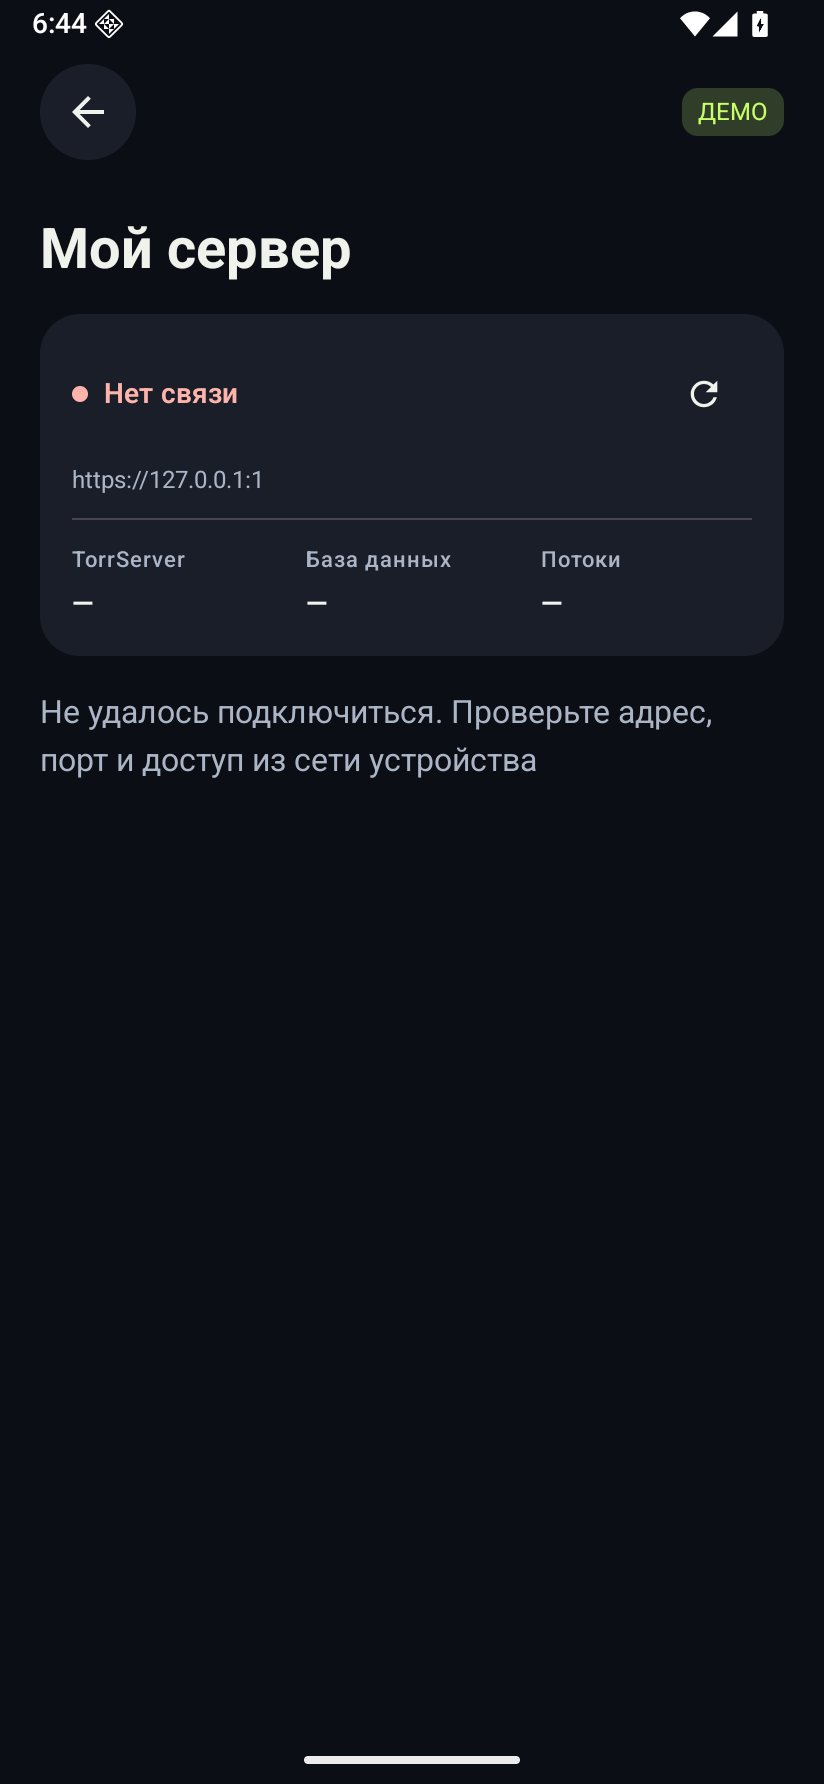 6:44
ДЕМО
Мой сервер
Нет связи
https://127.0.0.1:1
TorrServer База данных Потоки
— — —
Не удалось подключиться. Проверьте адрес,
порт и доступ из сети устройства